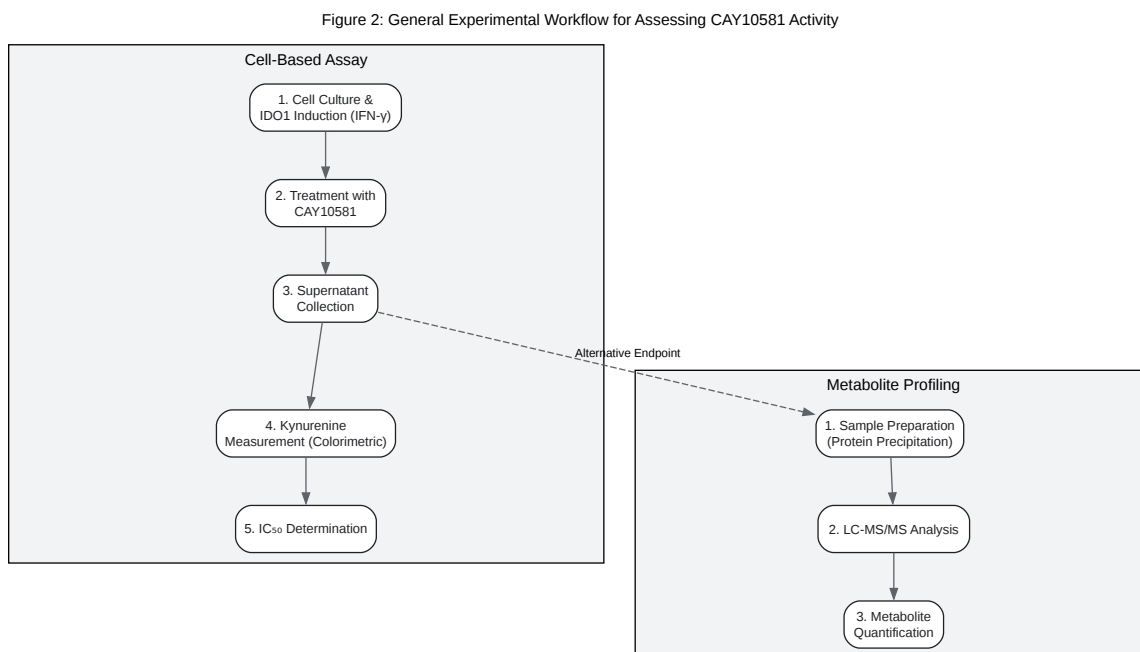 Figure 2: General Experimental Workflow for Assessing CAY10581 Activity
Cell-Based Assay
1. Cell Culture &
IDO1 Induction (IFN-γ)
2. Treatment with
CAY10581
3. Supernatant
Collection
Alternative Endpoint
4. Kynurenine
Measurement (Colorimetric)
5. IC₅₀ Determination
Metabolite Profiling
1. Sample Preparation
(Protein Precipitation)
2. LC-MS/MS Analysis
3. Metabolite
Quantification